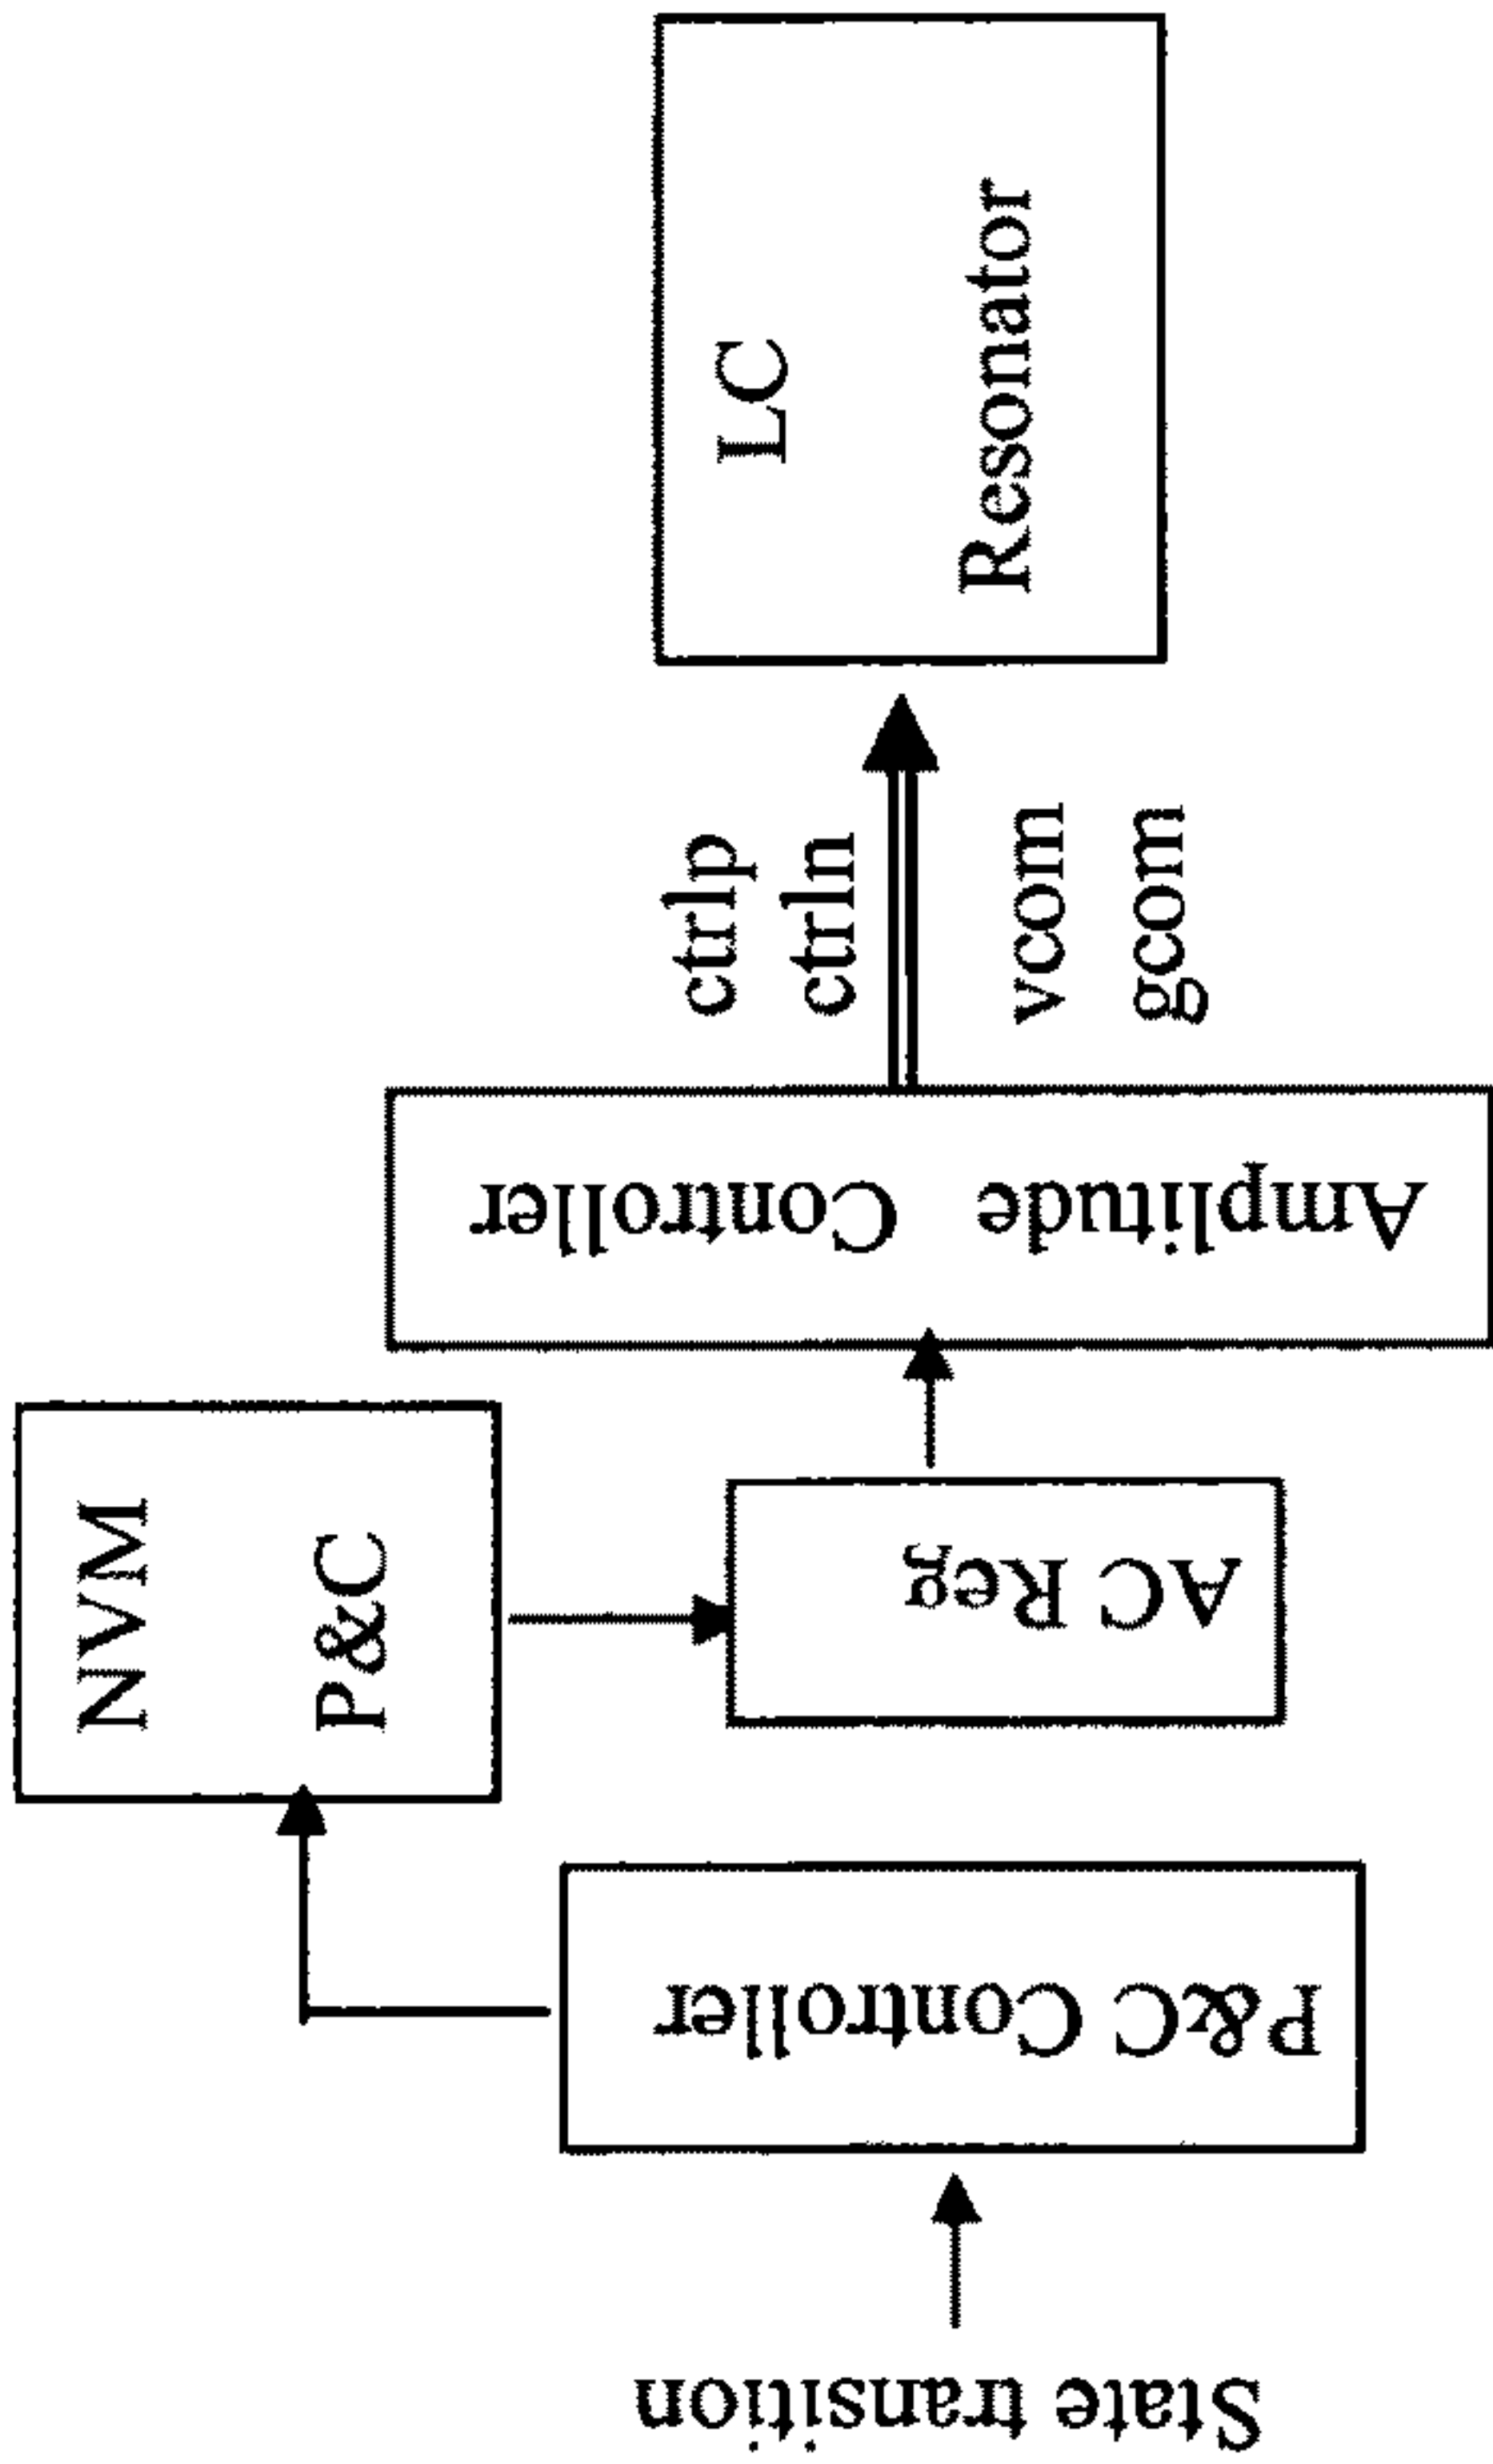 State transition
P&C Controller
NVM
P&C
AC Reg
Amplitude Controller
ctrlp
ctrln
vcom
gcom
LC
Resonator